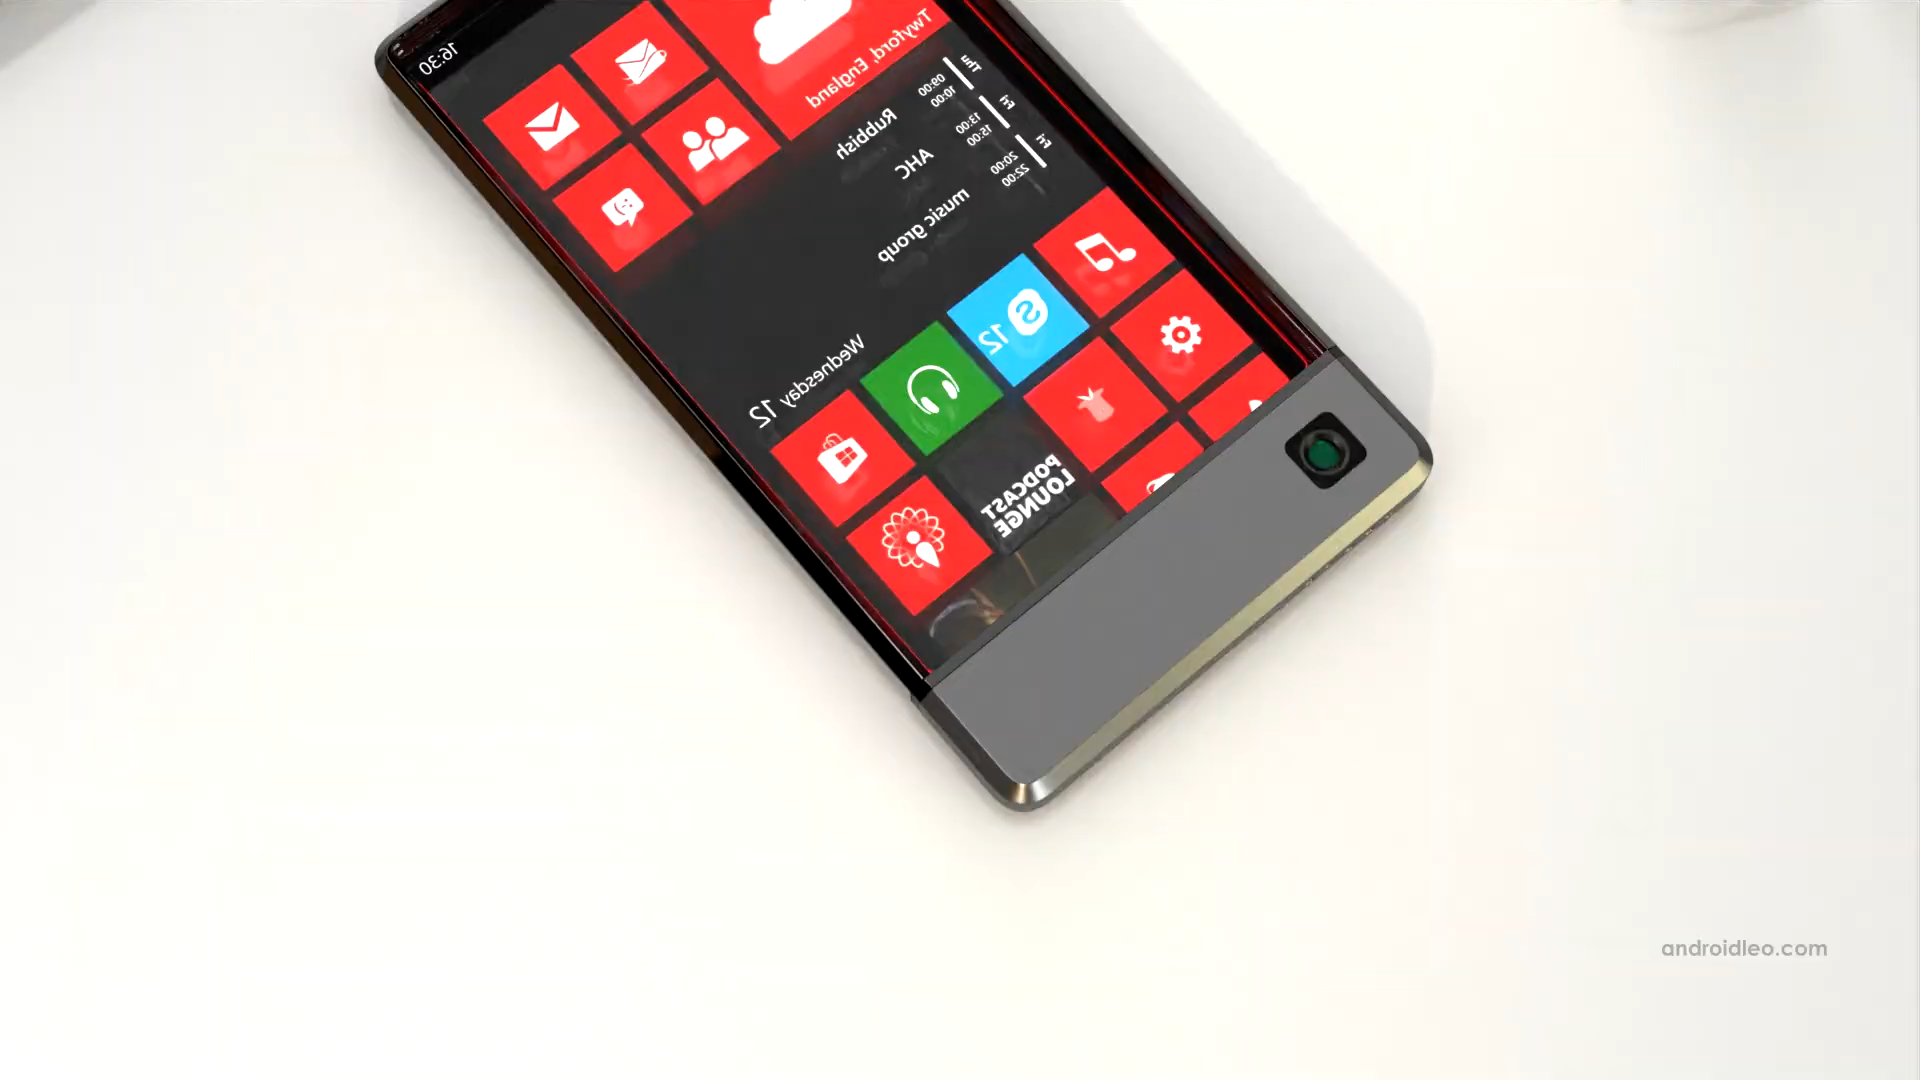 16:30
Twyford, England
Thu
09:00
10:00
Rubbish
Fri
13:00
15:00
AHC
Fri
20:00
22:00
music group
12
Wednesday 12
PODCAST
LOUNGE
androidleo.com